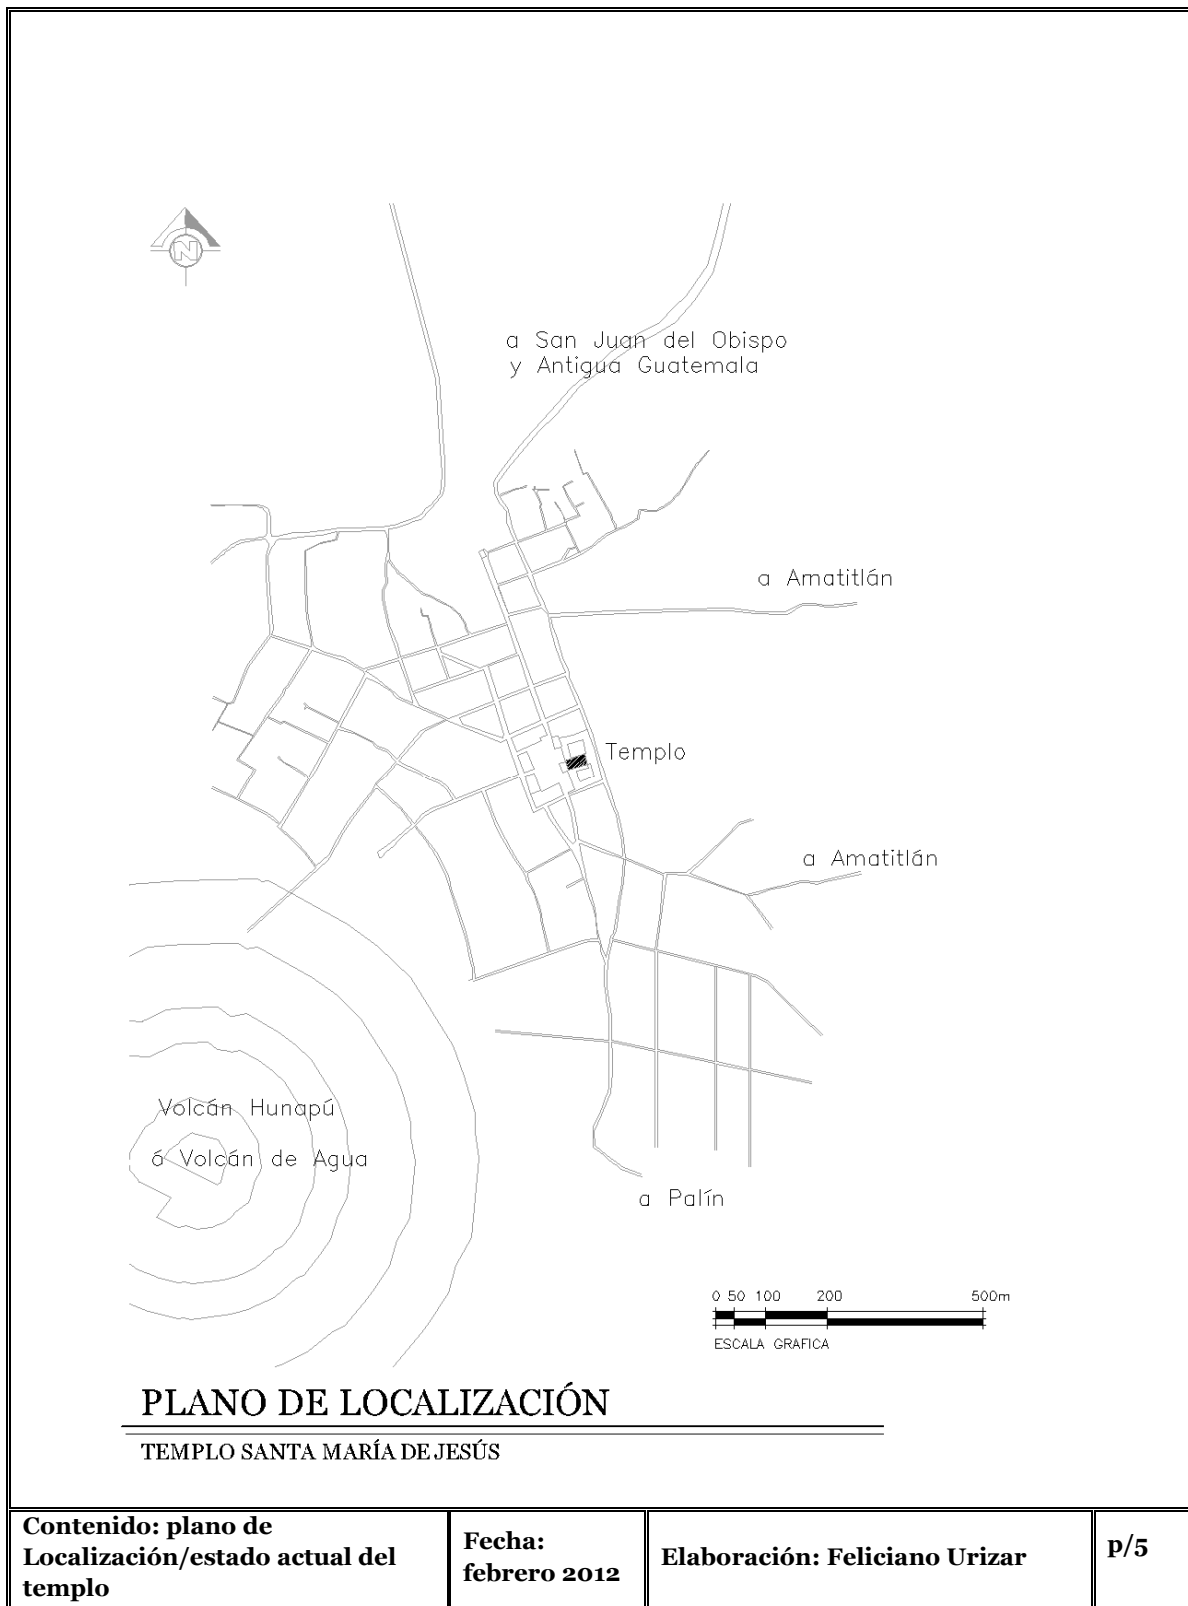 N
a San Juan del Obispo
y Antigua Guatemala
a Amatitlán
Templo
a Amatitlán
Volcán Hunapú
ó Volcán de Agua
a Palín
0 50 100 200 500m
ESCALA GRAFICA
PLANO DE LOCALIZACIÓN
TEMPLO SANTA MARÍA DE JESÚS
Contenido: plano de
Localización/estado actual del
templo
Fecha:
febrero 2012
Elaboración: Feliciano Urizar
p/5